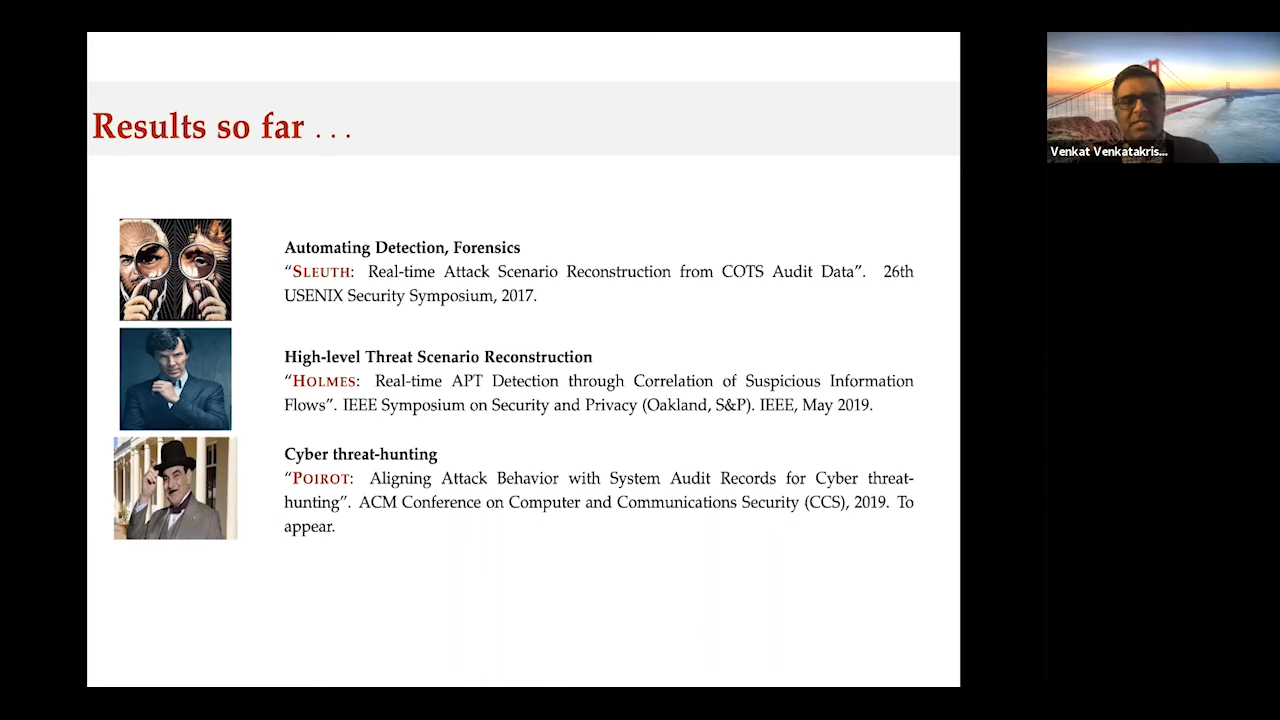 Results so far . . .
Automating Detection, Forensics
“SLEUTH: Real-time Attack Scenario Reconstruction from COTS Audit Data”. 26th
USENIX Security Symposium, 2017.
High-level Threat Scenario Reconstruction
“HOLMES: Real-time APT Detection through Correlation of Suspicious Information
Flows”. IEEE Symposium on Security and Privacy (Oakland, S&P). IEEE, May 2019.
Cyber threat-hunting
“POIROT: Aligning Attack Behavior with System Audit Records for Cyber threat-
hunting”. ACM Conference on Computer and Communications Security (CCS), 2019. To
appear.
Venkat Venkatakris...